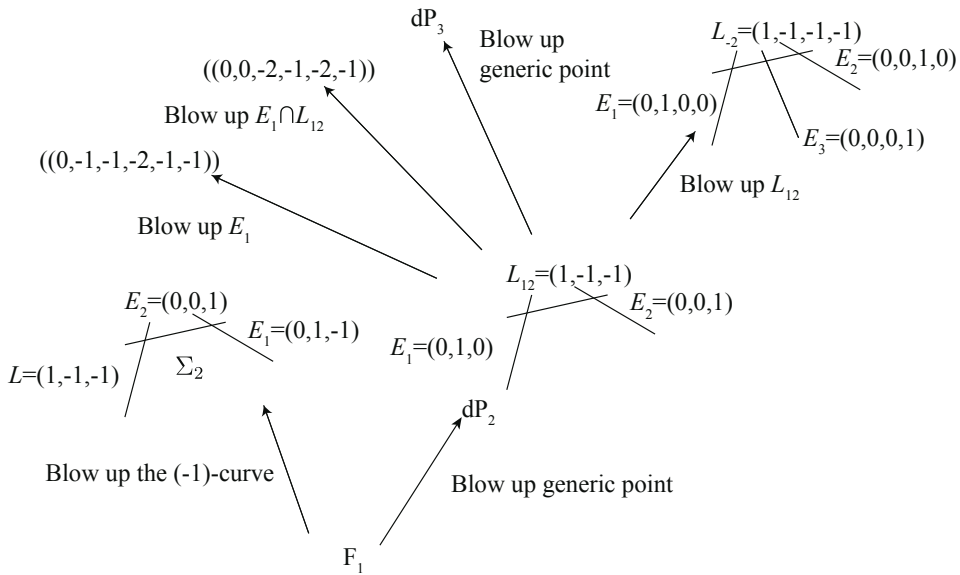 dP₃
Blow up
generic point
L₋₂=(1,-1,-1,-1)
E₂=(0,0,1,0)
((0,0,-2,-1,-2,-1))
E₁=(0,1,0,0)
Blow up E₁∩L₁₂
E₃=(0,0,0,1)
((0,-1,-1,-2,-1,-1))
Blow up L₁₂
Blow up E₁
L₁₂=(1,-1,-1)
E₂=(0,0,1)
E₂=(0,0,1)
E₁=(0,1,-1)
E₁=(0,1,0)
Σ₂
L=(1,-1,-1)
dP₂
Blow up the (-1)-curve
Blow up generic point
F₁